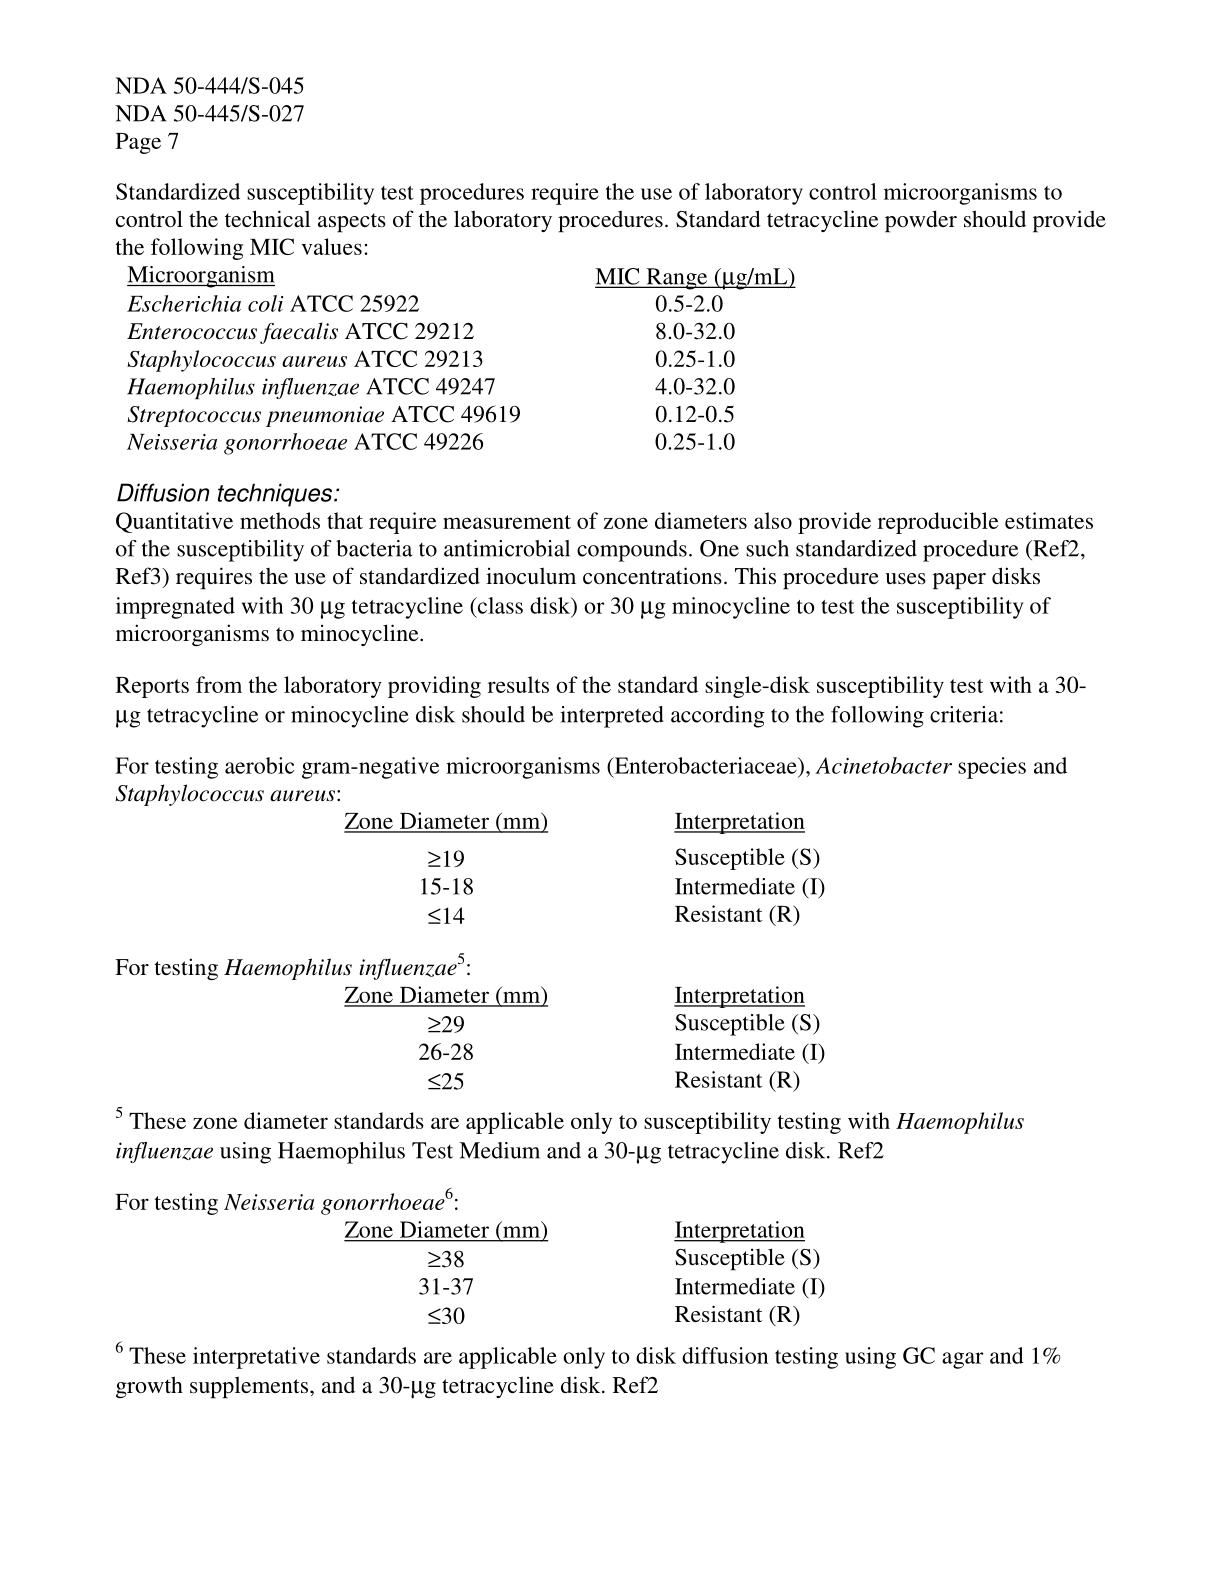 NDA 50-444/S-045
NDA 50-445/S-027
Page 7
Standardized susceptibility test procedures require the use of laboratory control microorganisms to
control the technical aspects of the laboratory procedures. Standard tetracycline powder should provide
the following MIC values:
Microorganism MIC Range (μg/mL)
Escherichia coli ATCC 25922 0.5-2.0
Enterococcus faecalis ATCC 29212 8.0-32.0
Staphylococcus aureus ATCC 29213 0.25-1.0
Haemophilus influenzae ATCC 49247 4.0-32.0
Streptococcus pneumoniae ATCC 49619 0.12-0.5
Neisseria gonorrhoeae ATCC 49226 0.25-1.0
Diffusion techniques:
Quantitative methods that require measurement of zone diameters also provide reproducible estimates
of the susceptibility of bacteria to antimicrobial compounds. One such standardized procedure (Ref2,
Ref3) requires the use of standardized inoculum concentrations. This procedure uses paper disks
impregnated with 30 μg tetracycline (class disk) or 30 μg minocycline to test the susceptibility of
microorganisms to minocycline.
Reports from the laboratory providing results of the standard single-disk susceptibility test with a 30-
μg tetracycline or minocycline disk should be interpreted according to the following criteria:
For testing aerobic gram-negative microorganisms (Enterobacteriaceae), Acinetobacter species and
Staphylococcus aureus:
Zone Diameter (mm) Interpretation
≥19 Susceptible (S)
15-18 Intermediate (I)
≤14 Resistant (R)
For testing Haemophilus influenzae⁵:
Zone Diameter (mm) Interpretation
≥29 Susceptible (S)
26-28 Intermediate (I)
≤25 Resistant (R)
⁵ These zone diameter standards are applicable only to susceptibility testing with Haemophilus
influenzae using Haemophilus Test Medium and a 30-μg tetracycline disk. Ref2
For testing Neisseria gonorrhoeae⁶:
Zone Diameter (mm) Interpretation
≥38 Susceptible (S)
31-37 Intermediate (I)
≤30 Resistant (R)
⁶ These interpretative standards are applicable only to disk diffusion testing using GC agar and 1%
growth supplements, and a 30-μg tetracycline disk. Ref2